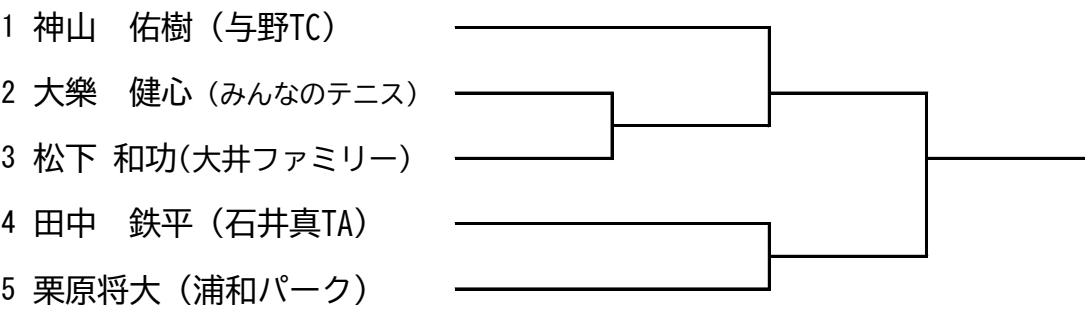 1 神山　佑樹（与野TC）
2 大樂　健心（みんなのテニス）
3 松下 和功(大井ファミリー)
4 田中　鉄平（石井真TA）
5 栗原将大（浦和パーク）